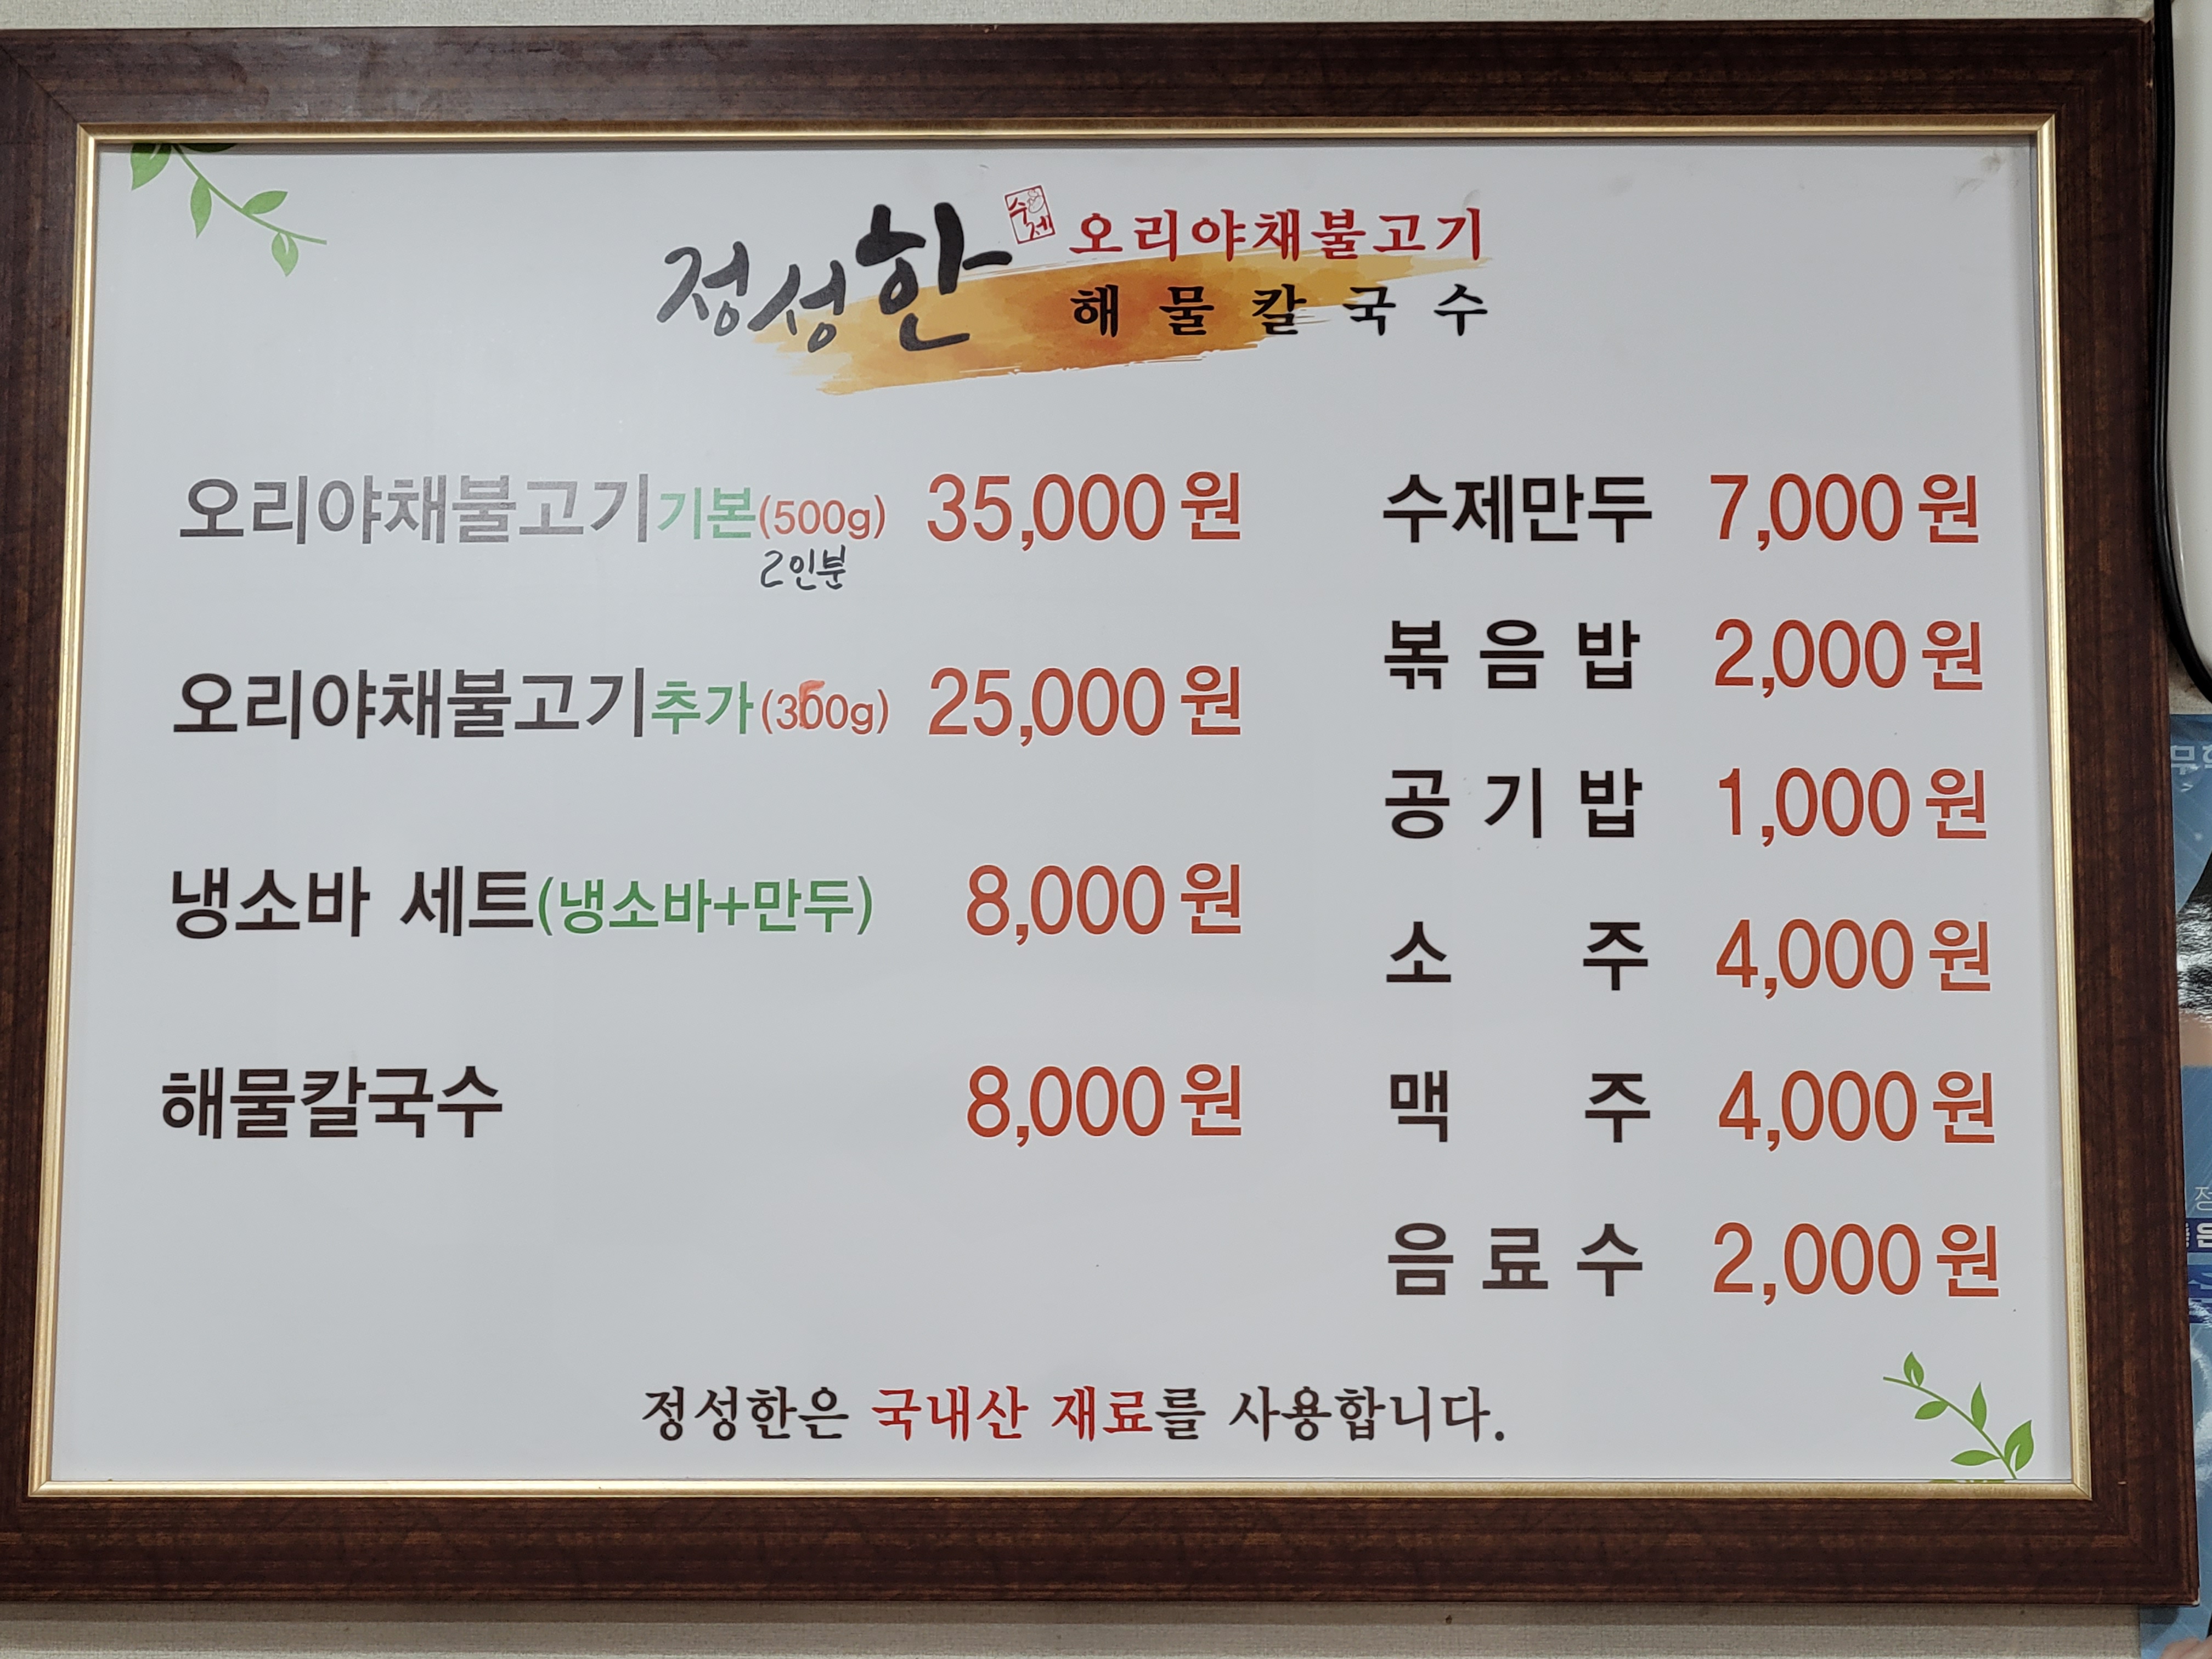 정성한 수제 오리야채불고기
해물칼국수
오리야채불고기기본(500g) 35,000원
2인분
오리야채불고기추가(350g) 25,000원
냉소바 세트(냉소바+만두) 8,000원
해물칼국수 8,000원
수제만두 7,000원
볶음밥 2,000원
공기밥 1,000원
소주 4,000원
맥주 4,000원
음료수 2,000원
정성한은 국내산 재료를 사용합니다.